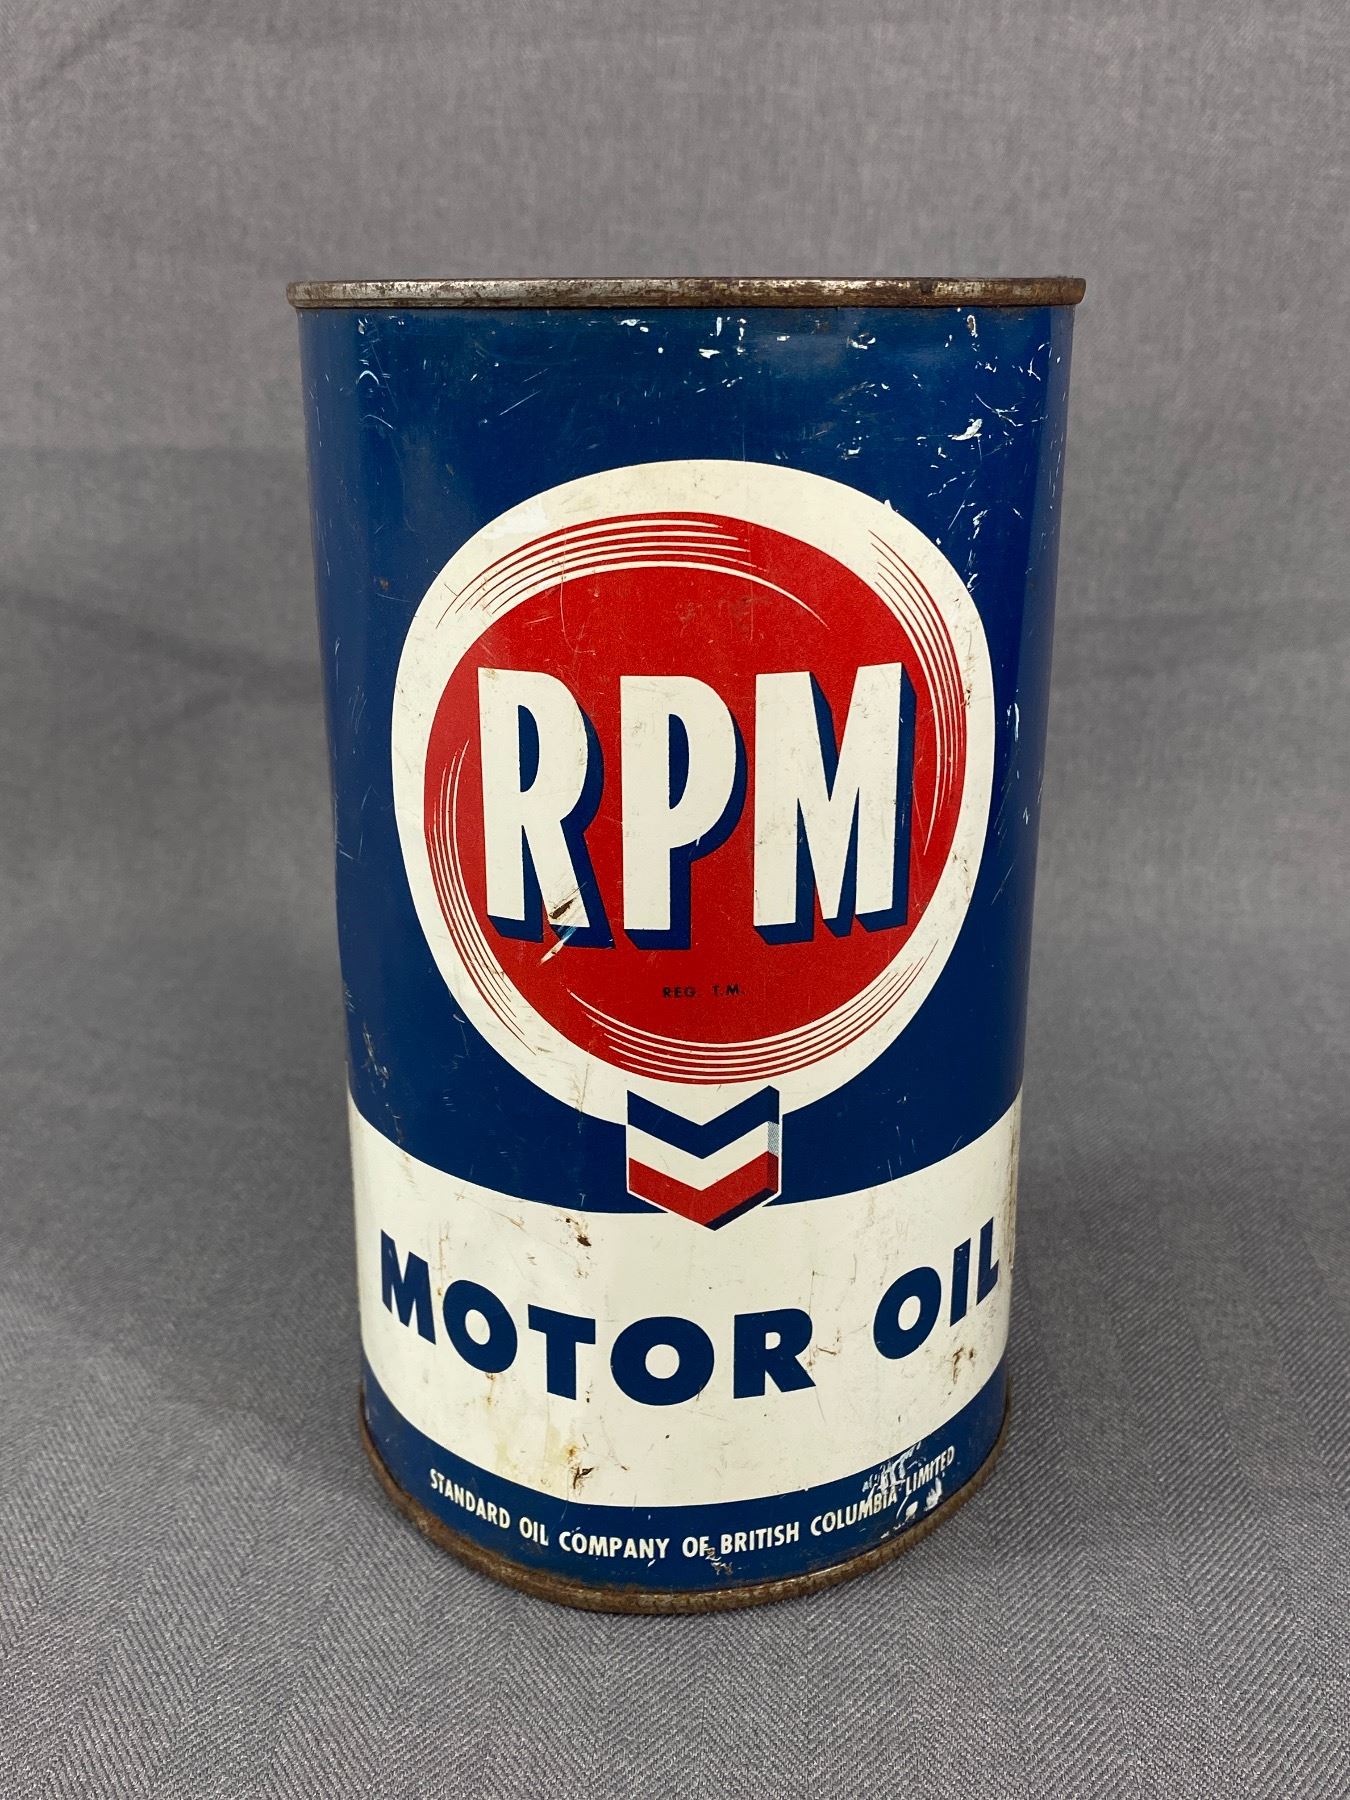 RPM
REG. T.M.
MOTOR OIL
STANDARD OIL COMPANY OF BRITISH COLUMBIA LIMITED